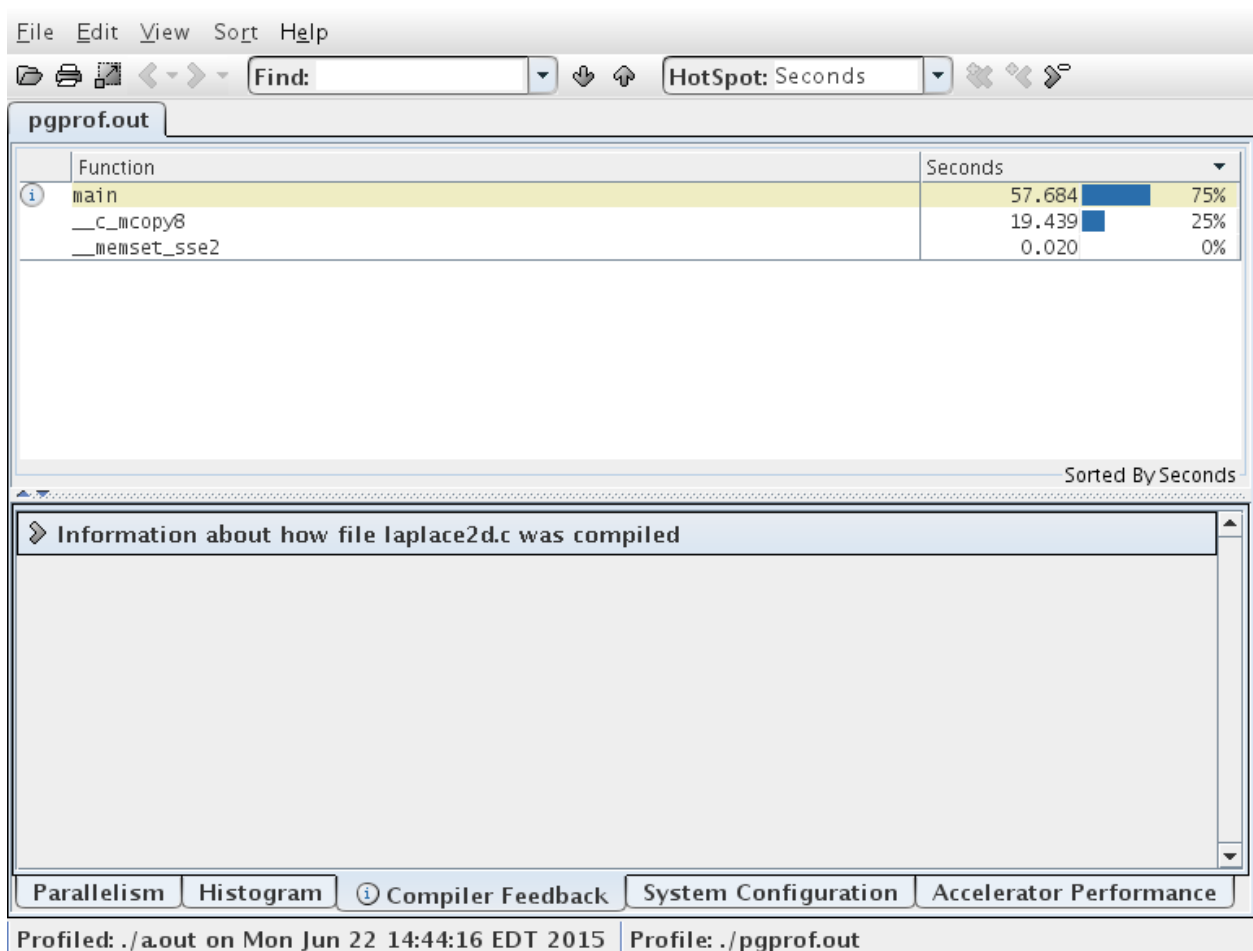 File Edit View Sort Help
Find: HotSpot: Seconds
pgprof.out
Function Seconds
main 57.684 75%
__c_mcopy8 19.439 25%
__memset_sse2 0.020 0%
Sorted By Seconds
Information about how file laplace2d.c was compiled
Parallelism Histogram Compiler Feedback System Configuration Accelerator Performance
Profiled: ./a.out on Mon Jun 22 14:44:16 EDT 2015 Profile: ./pgprof.out